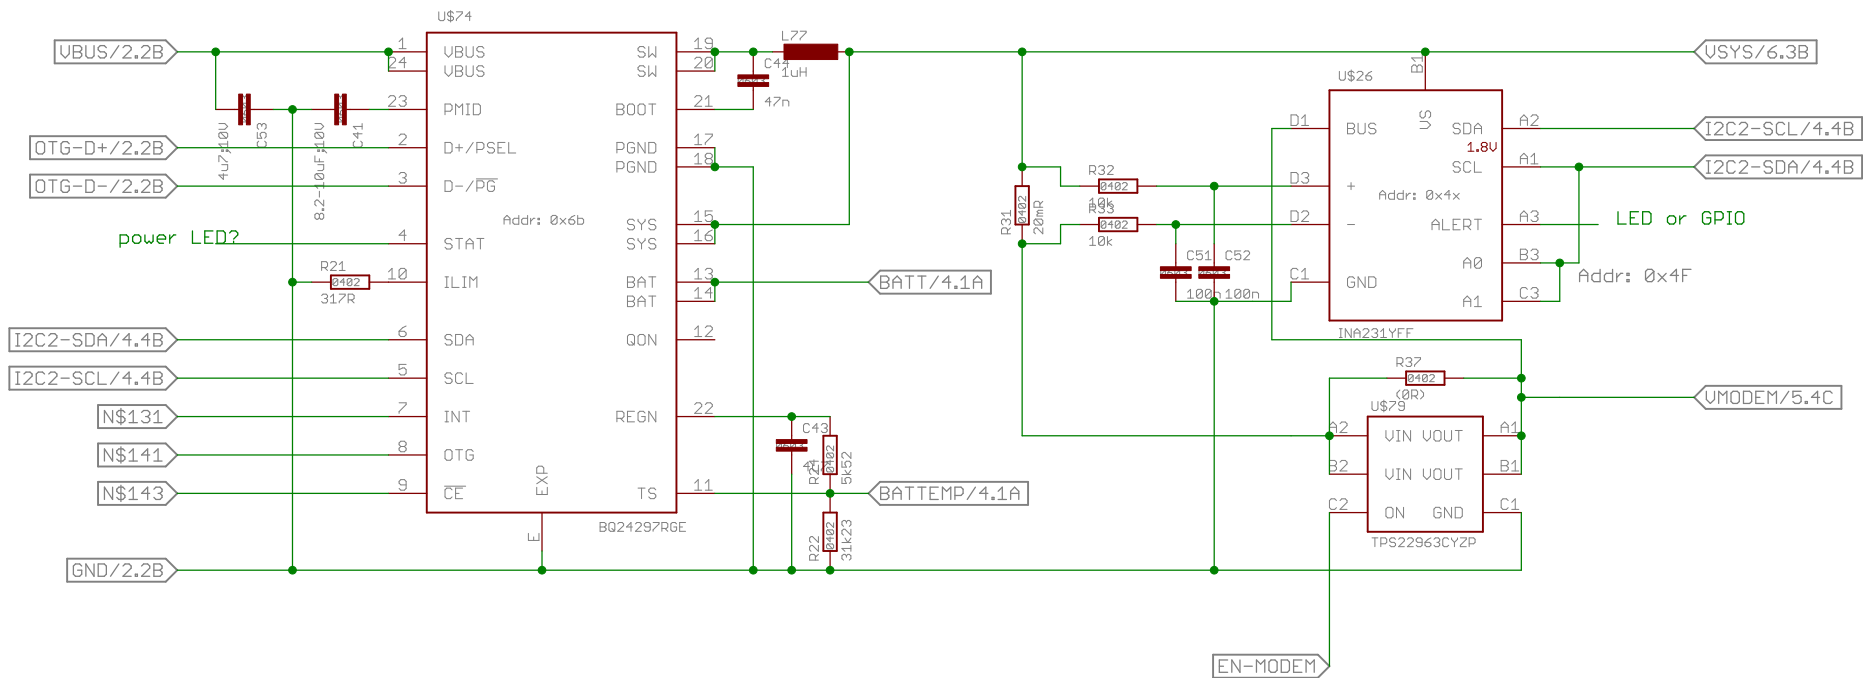 U$74
VBUS/2.2B
1
VBUS
24
VBUS
23
PMID
4u7;10V
C53
8.2-10uF;10V
C41
OTG-D+/2.2B
2
D+/PSEL
OTG-D-/2.2B
3
D-/PG
Addr: 0x6b
power LED?
4
STAT
R21
0402
317R
10
ILIM
I2C2-SDA/4.4B
6
SDA
I2C2-SCL/4.4B
5
SCL
N$131
7
INT
N$141
8
OTG
N$143
9
CE
EXP
E
BQ24297RGE
GND/2.2B
SW
19
SW
20
BOOT
21
PGND
17
PGND
18
SYS
15
SYS
16
BAT
13
BAT
14
QON
12
REGN
22
TS
11
L77
1uH
C44
47n
BATT/4.1A
C43
0402
5k52
BATTEMP/4.1A
R22
0402
31k23
R31
0402
20mR
R32
0402
10k
R33
0402
10k
C51
100n
C52
100n
VSYS/6.3B
U$26
B1
VS
D1
BUS
D3
+
D2
-
C1
GND
SDA
A2
1.8V
SCL
A1
Addr: 0x4x
ALERT
A3
A0
B3
A1
C3
INA231YFF
I2C2-SCL/4.4B
I2C2-SDA/4.4B
LED or GPIO
Addr: 0x4F
R37
0402
(0R)
U$79
A2
VIN VOUT
A1
B2
VIN VOUT
B1
C2
ON GND
C1
TPS22963CYZP
VMODEM/5.4C
EN-MODEM